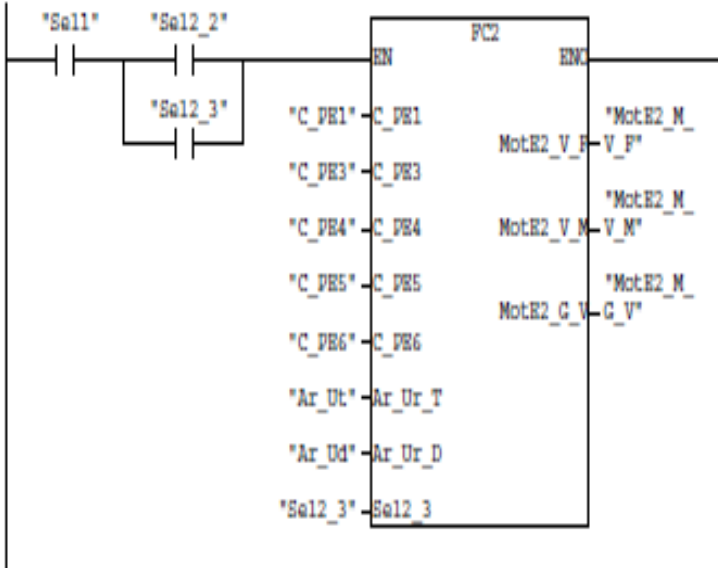 "Sel1" "Sel2_2" FC2
EN ENO
"Sel2_3"
"C_PE1" C_PE1 "MotE2_M_
MotE2_V_P V_F"
"C_PE3" C_PE3
"MotE2_M_
"C_PE4" C_PE4 MotE2_V_M V_M"
"C_PE5" C_PE5 "MotE2_M_
MotE2_G_V G_V"
"C_PE6" C_PE6
"Ar_Ut" Ar_Ur_T
"Ar_Ud" Ar_Ur_D
"Sel2_3" Sel2_3